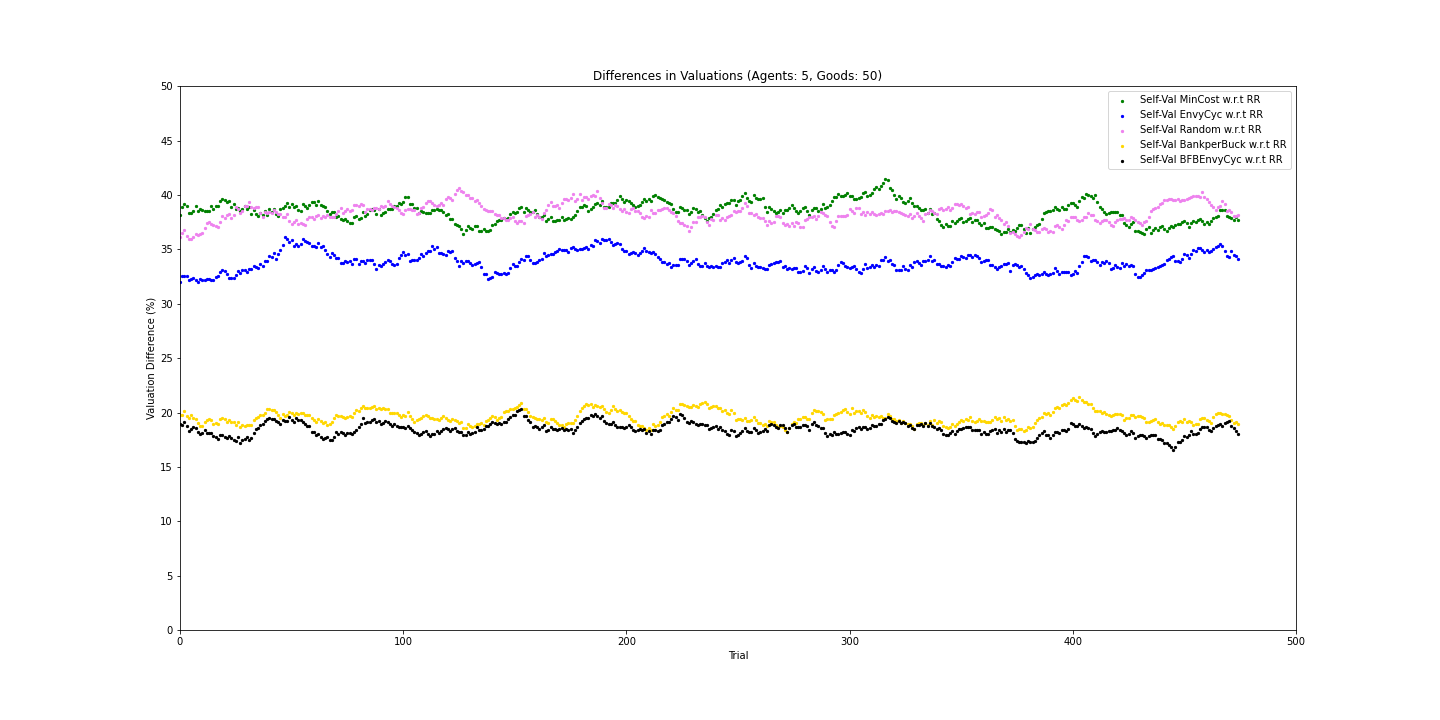 Differences in Valuations (Agents: 5, Goods: 50)
Self-Val MinCost w.r.t RR
Self-Val EnvyCyc w.r.t RR
Self-Val Random w.r.t RR
Self-Val BankperBuck w.r.t RR
Self-Val BFBEnvyCyc w.r.t RR
Valuation Difference (%)
50
45
40
35
30
25
20
15
10
5
0
0 100 200 300 400 500
Trial